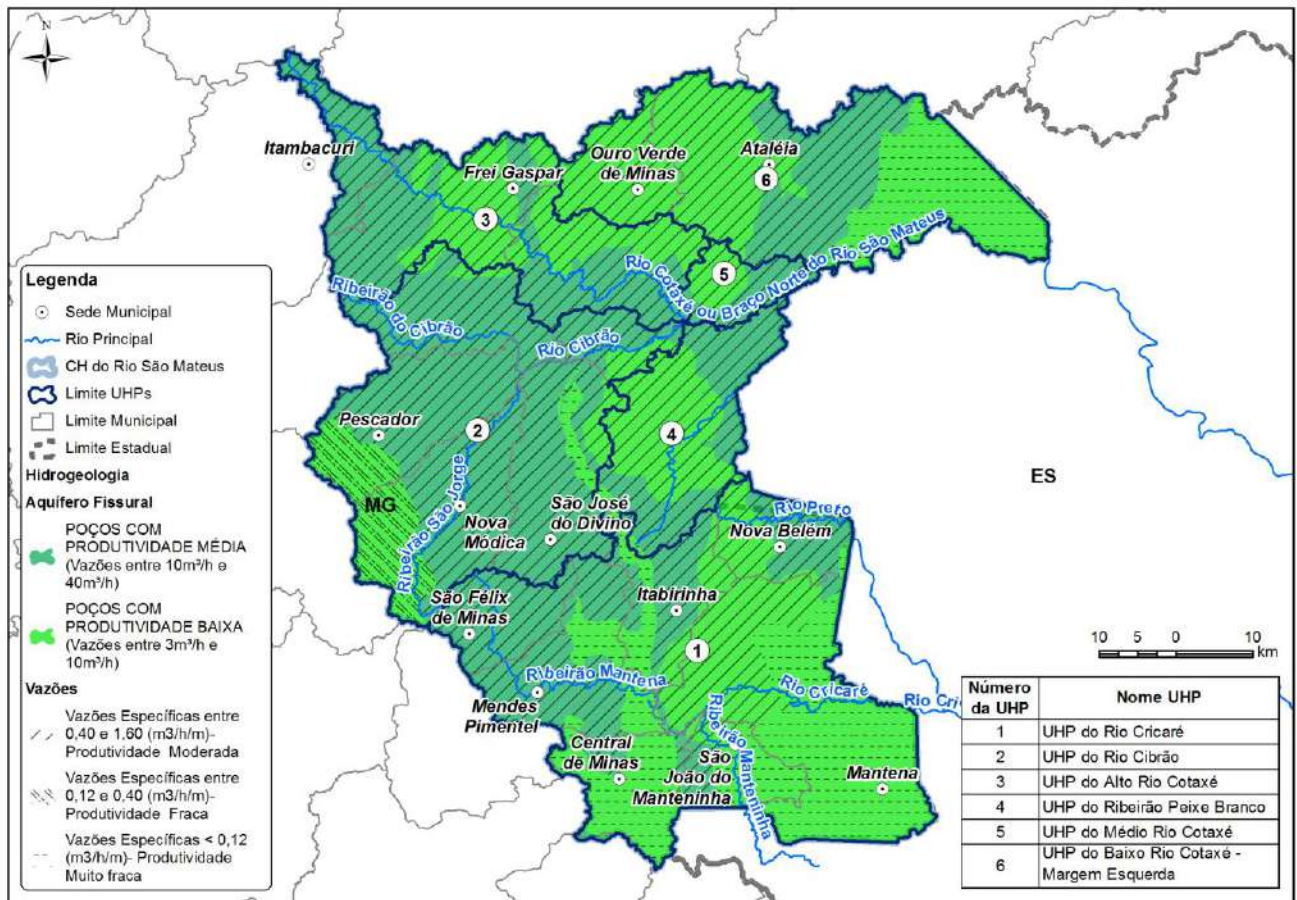 N
Itambacuri
Frei Gaspar
Ouro Verde
de Minas
Ataléia
6
3
5
Rio Cotaxé ou Braço Norte do Rio São Mateus
Ribeirão do Cibrão
Rio Cibrão
Pescador
2
4
ES
MG
Ribeirão São Jorge
Nova
Módica
São José
do Divino
Rio Preto
Nova Belém
São Félix
de Minas
Itabirinha
1
Ribeirão Mantena
Rio Cricaré
Rio Cri
Mendes
Pimentel
Central
de Minas
São
João do
Manteninha
Ribeirão Manteninha
Mantena
Legenda
Sede Municipal
Rio Principal
CH do Rio São Mateus
Limite UHPs
Limite Municipal
Limite Estadual
Hidrogeologia
Aquífero Fissural
POÇOS COM
PRODUTIVIDADE MÉDIA
(Vazões entre 10m³/h e
40m³/h)
POÇOS COM
PRODUTIVIDADE BAIXA
(Vazões entre 3m³/h e
10m³/h)
Vazões
Vazões Específicas entre
0,40 e 1,60 (m3/h/m)-
Produtividade Moderada
Vazões Específicas entre
0,12 e 0,40 (m3/h/m)-
Produtividade Fraca
Vazões Específicas < 0,12
(m3/h/m)- Produtividade
Muito fraca
10 5 0 10
km
Número da UHP Nome UHP
1 UHP do Rio Cricaré
2 UHP do Rio Cibrão
3 UHP do Alto Rio Cotaxé
4 UHP do Ribeirão Peixe Branco
5 UHP do Médio Rio Cotaxé
6 UHP do Baixo Rio Cotaxé -
Margem Esquerda